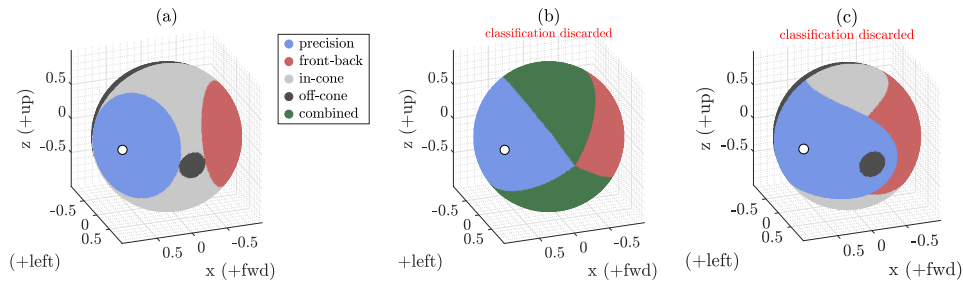 (a)
(b)
(c)
classification discarded
classification discarded
precision
front-back
in-cone
off-cone
combined
z (+up)
0.5
0
-0.5
-0.5
0
0.5
0.5
0
-0.5
(+left)
x (+fwd)
z (+up)
0.5
0
-0.5
-0.5
0
0.5
0.5
0
-0.5
+left)
x (+fwd)
z (+up)
0.5
0
-0.5
-0.5
0
0.5
0.5
0
-0.5
(+left)
x (+fwd)